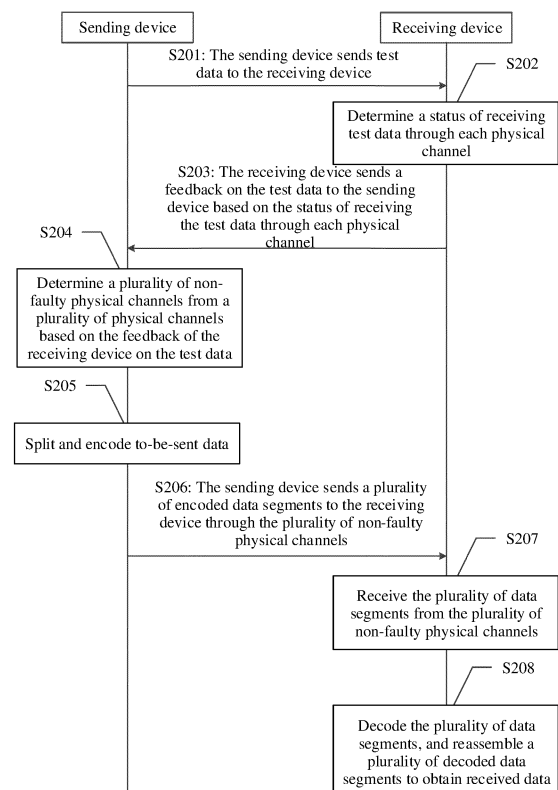 Sending device
Receiving device
S201: The sending device sends test
data to the receiving device
S202
Determine a status of receiving
test data through each physical
channel
S203: The receiving device sends a
feedback on the test data to the sending
device based on the status of receiving
the test data through each physical
channel
S204
Determine a plurality of non-
faulty physical channels from a
plurality of physical channels
based on the feedback of the
receiving device on the test data
S205
Split and encode to-be-sent data
S206: The sending device sends a plurality
of encoded data segments to the receiving
device through the plurality of non-faulty
physical channels
S207
Receive the plurality of data
segments from the plurality of
non-faulty physical channels
S208
Decode the plurality of data
segments, and reassemble a
plurality of decoded data
segments to obtain received data